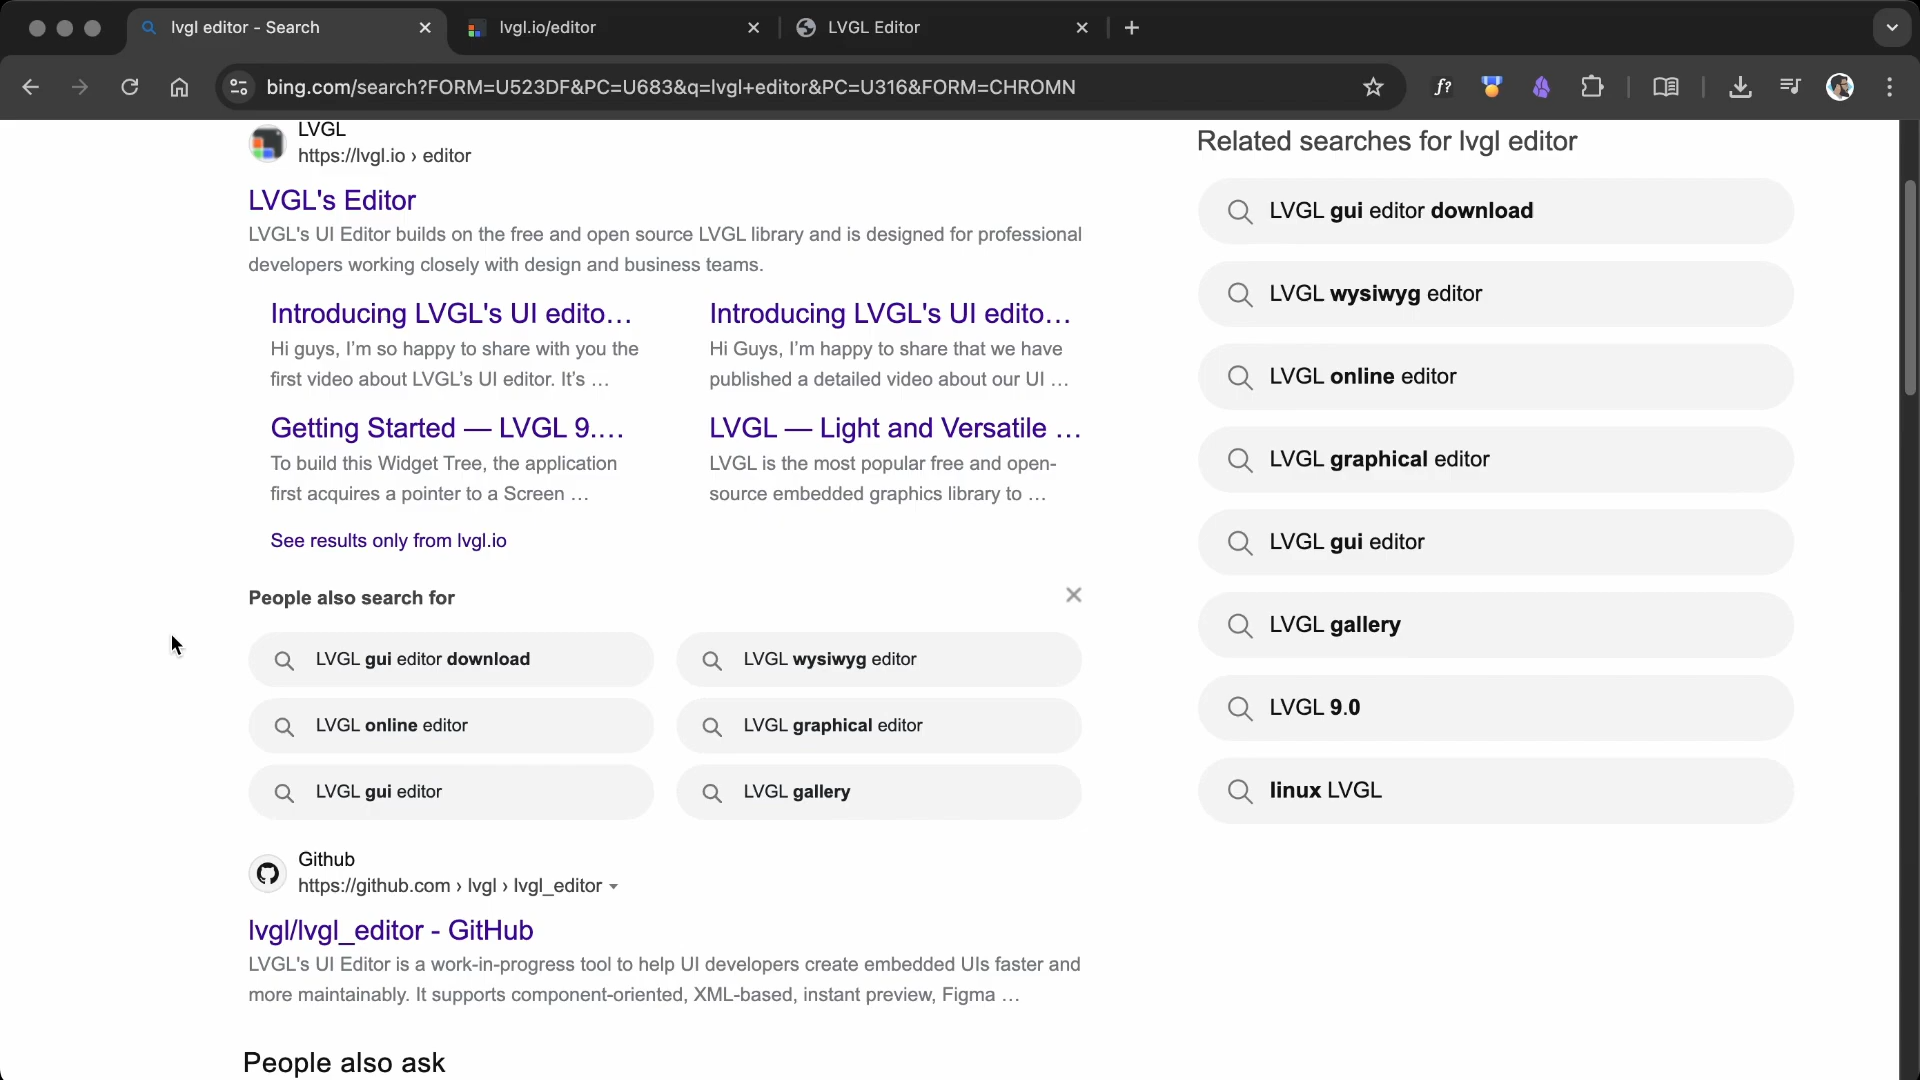 lvgl editor - Search
lvgl.io/editor
LVGL Editor
bing.com/search?FORM=U523DF&PC=U683&q=lvgl+editor&PC=U316&FORM=CHROMN
f?
LVGL
https://lvgl.io › editor
LVGL's Editor
LVGL's UI Editor builds on the free and open source LVGL library and is designed for professional
developers working closely with design and business teams.
Introducing LVGL's UI edito...
Hi guys, I'm so happy to share with you the
first video about LVGL's UI editor. It's ...
Introducing LVGL's UI edito...
Hi Guys, I'm happy to share that we have
published a detailed video about our UI ...
Getting Started — LVGL 9....
To build this Widget Tree, the application
first acquires a pointer to a Screen ...
LVGL — Light and Versatile ...
LVGL is the most popular free and open-
source embedded graphics library to ...
See results only from lvgl.io
People also search for
LVGL gui editor download
LVGL wysiwyg editor
LVGL online editor
LVGL graphical editor
LVGL gui editor
LVGL gallery
Github
https://github.com › lvgl › lvgl_editor
lvgl/lvgl_editor - GitHub
LVGL's UI Editor is a work-in-progress tool to help UI developers create embedded UIs faster and
more maintainably. It supports component-oriented, XML-based, instant preview, Figma ...
People also ask
Related searches for lvgl editor
LVGL gui editor download
LVGL wysiwyg editor
LVGL online editor
LVGL graphical editor
LVGL gui editor
LVGL gallery
LVGL 9.0
linux LVGL